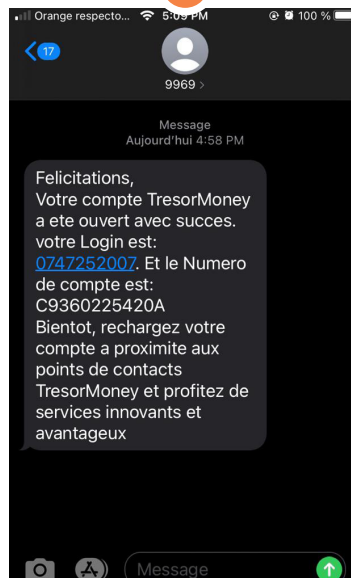 Orange respecto... 5:09 PM 100 %
17
9969 >
Message
Aujourd'hui 4:58 PM
Felicitations,
Votre compte TresorMoney
a ete ouvert avec succes.
votre Login est:
0747252007. Et le Numero
de compte est:
C9360225420A
Bientot, rechargez votre
compte a proximite aux
points de contacts
TresorMoney et profitez de
services innovants et
avantageux
Message